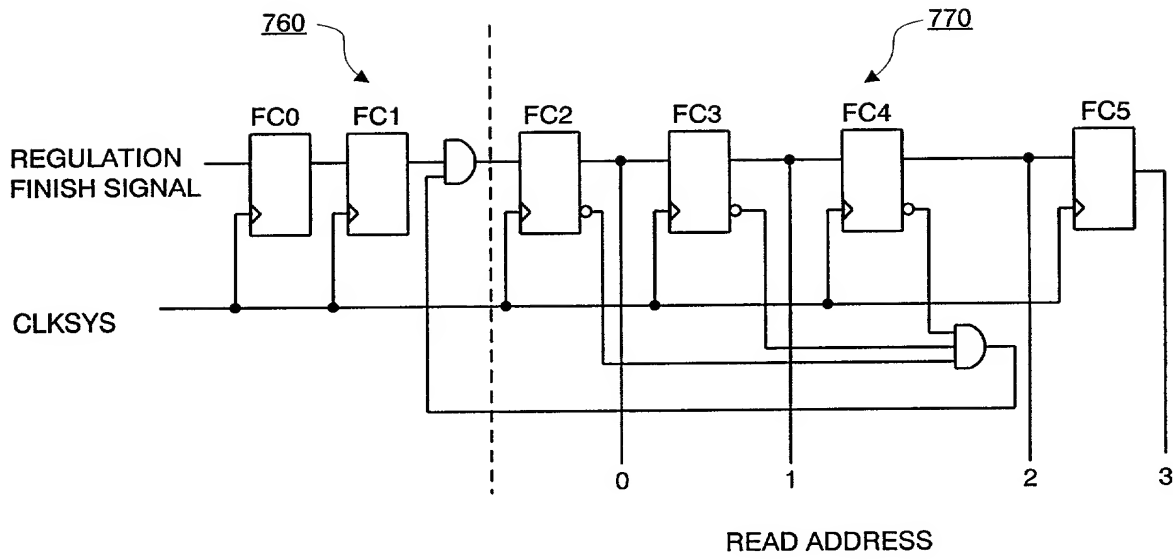 760
770
FC0
FC1
FC2
FC3
FC4
FC5
REGULATION
FINISH SIGNAL
CLKSYS
0
1
2
3
READ ADDRESS